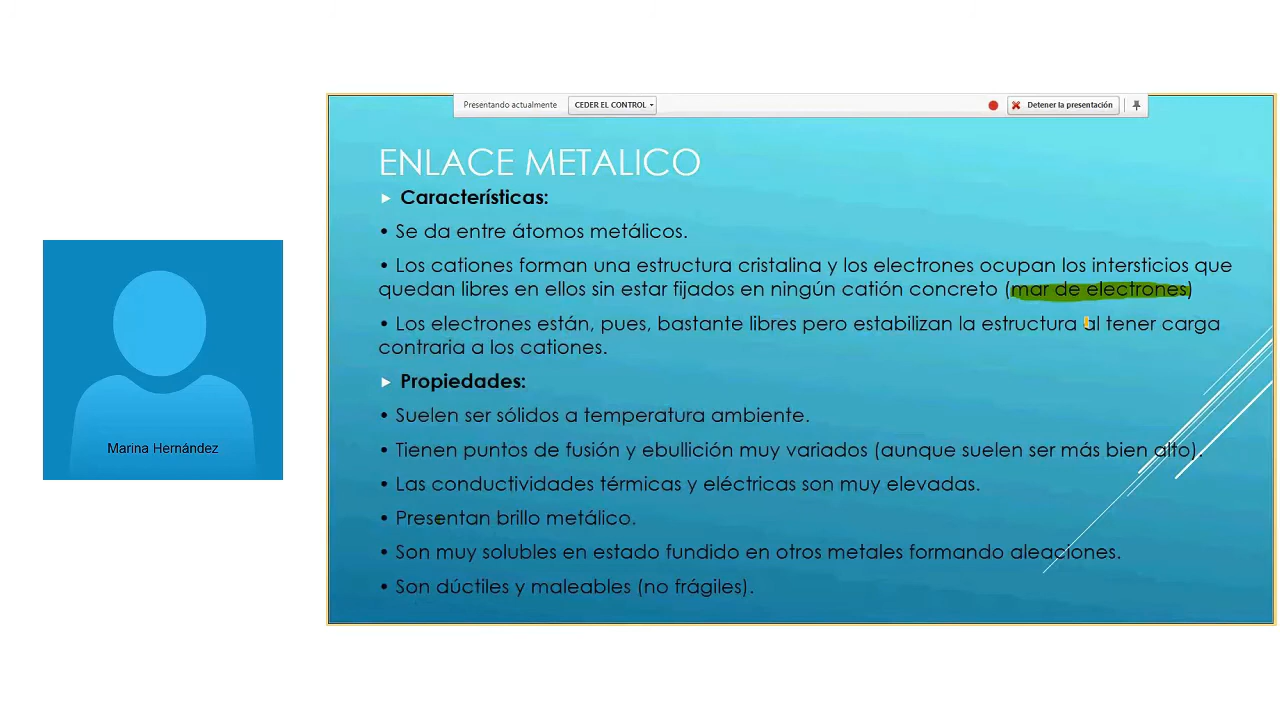 Presentando actualmente CEDER EL CONTROL Detener la presentación
ENLACE METALICO
Características:
• Se da entre átomos metálicos.
• Los cationes forman una estructura cristalina y los electrones ocupan los intersticios que
quedan libres en ellos sin estar fijados en ningún catión concreto (mar de electrones)
• Los electrones están, pues, bastante libres pero estabilizan la estructura al tener carga
contraria a los cationes.
Propiedades:
• Suelen ser sólidos a temperatura ambiente.
• Tienen puntos de fusión y ebullición muy variados (aunque suelen ser más bien alto).
• Las conductividades térmicas y eléctricas son muy elevadas.
• Presentan brillo metálico.
• Son muy solubles en estado fundido en otros metales formando aleaciones.
• Son dúctiles y maleables (no frágiles).
Marina Hernández